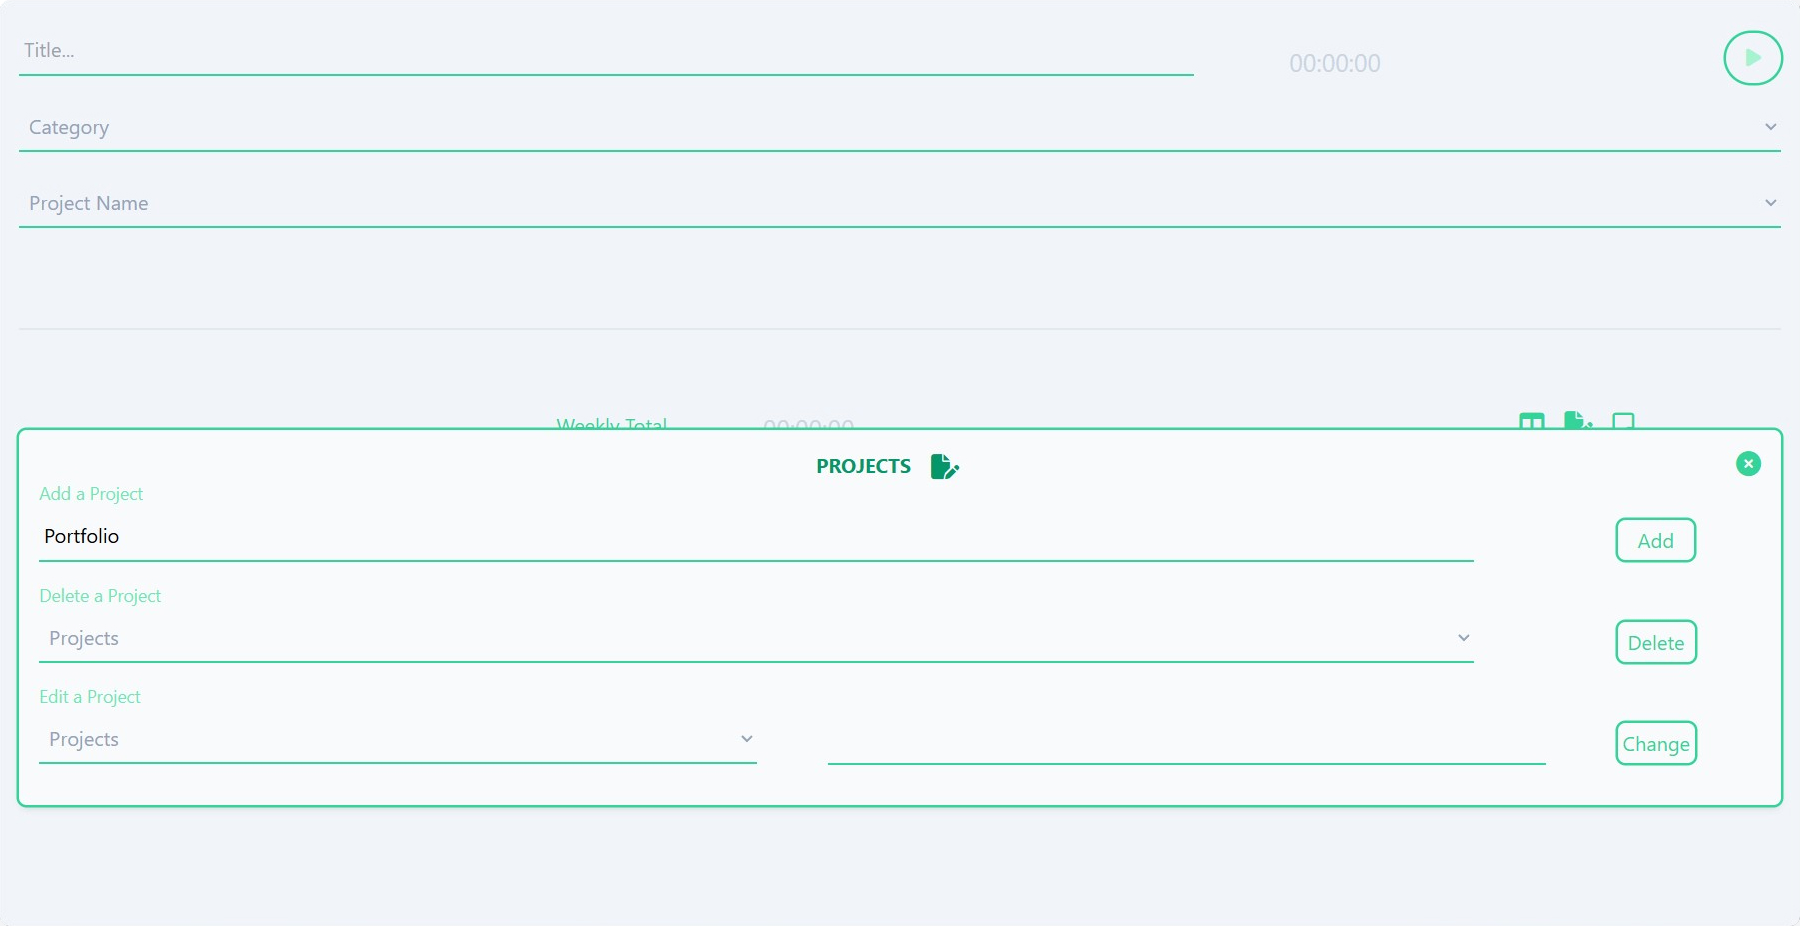 Title...
00:00:00
Category
Project Name
Weekly Total 00:00:00
PROJECTS
Add a Project
Portfolio
Add
Delete a Project
Projects
Delete
Edit a Project
Projects
Change